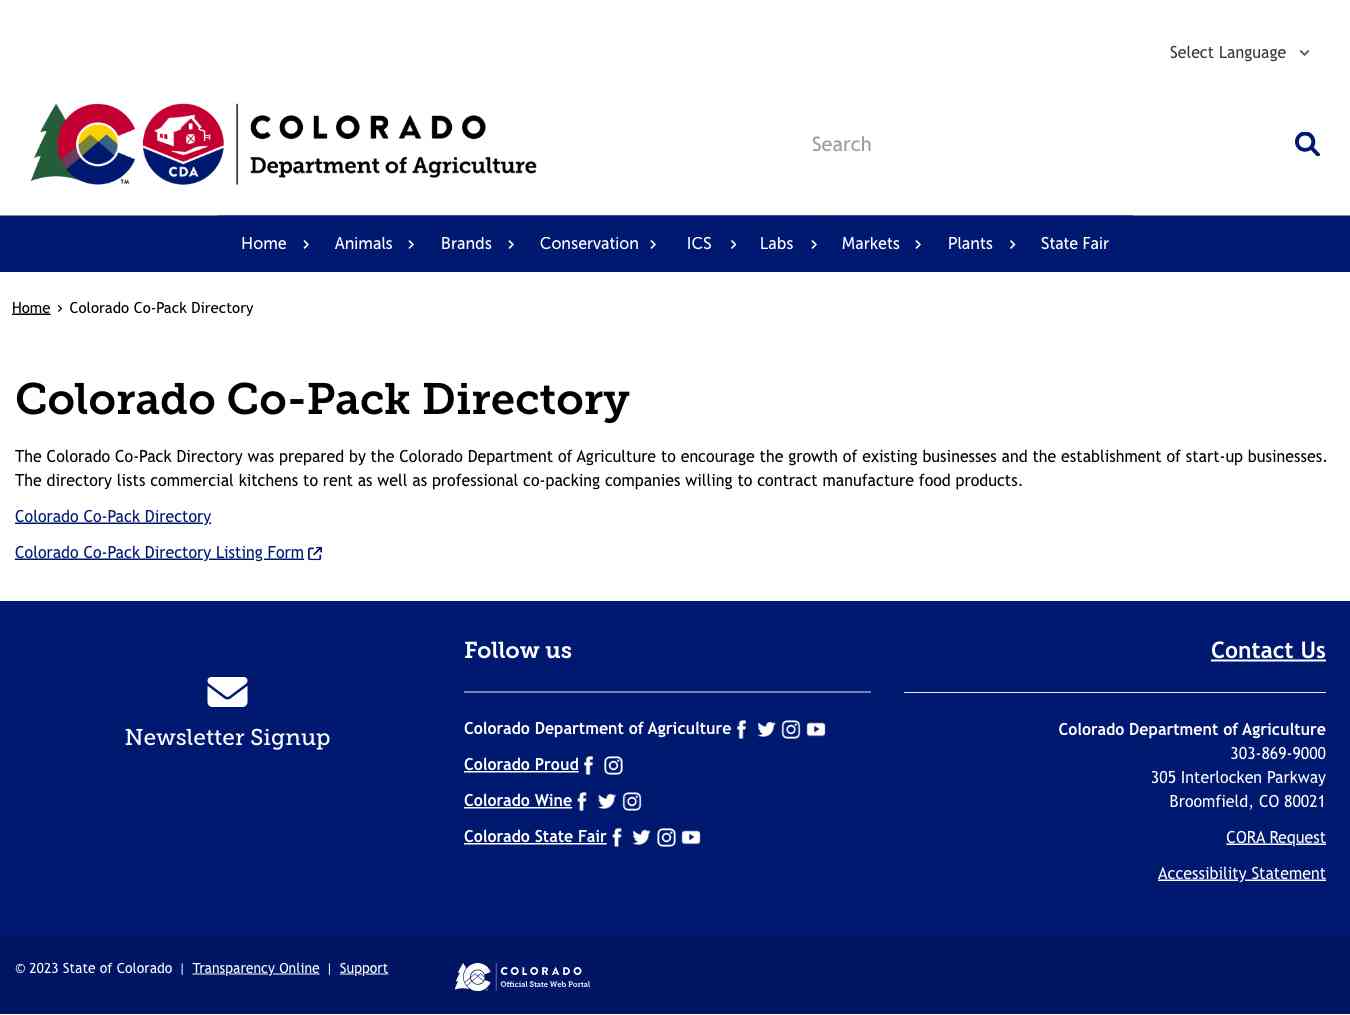 Select Language
CDA
TM
COLORADO
Department of Agriculture
Search
Home Animals Brands Conservation ICS Labs Markets Plants State Fair
Home › Colorado Co-Pack Directory
Colorado Co-Pack Directory
The Colorado Co-Pack Directory was prepared by the Colorado Department of Agriculture to encourage the growth of existing businesses and the establishment of start-up businesses.
The directory lists commercial kitchens to rent as well as professional co-packing companies willing to contract manufacture food products.
Colorado Co-Pack Directory
Colorado Co-Pack Directory Listing Form
Newsletter Signup
Follow us
Colorado Department of Agriculture
Colorado Proud
Colorado Wine
Colorado State Fair
Contact Us
Colorado Department of Agriculture
303-869-9000
305 Interlocken Parkway
Broomfield, CO 80021
CORA Request
Accessibility Statement
© 2023 State of Colorado | Transparency Online | Support
COLORADO
Official State Web Portal